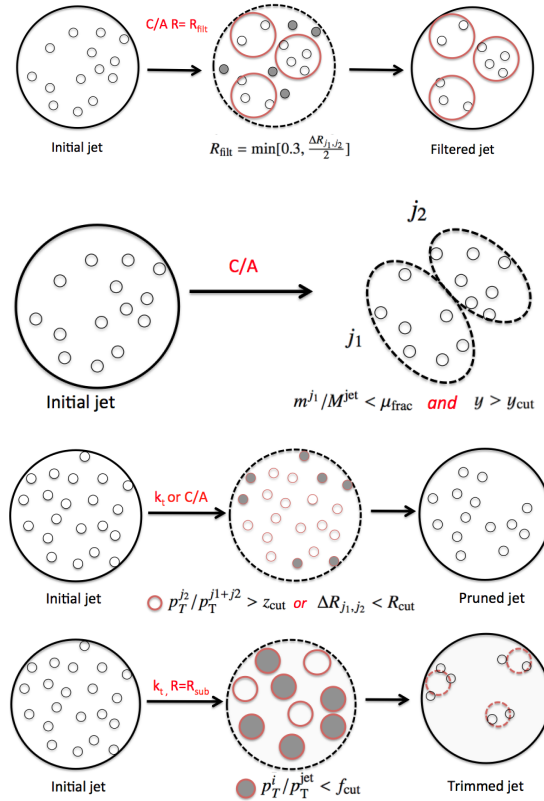 C/A R= R_filt
Initial jet
R_filt = min[0.3, ΔR_{j1,j2}/2]
Filtered jet
j_2
C/A
j_1
Initial jet
m^{j1}/M^jet < μ_frac and y > y_cut
k_t or C/A
Initial jet
p_T^{j2}/p_T^{j1+j2} > z_cut or ΔR_{j1,j2} < R_cut
Pruned jet
k_t, R=R_sub
Initial jet
p_T^i/p_T^jet < f_cut
Trimmed jet